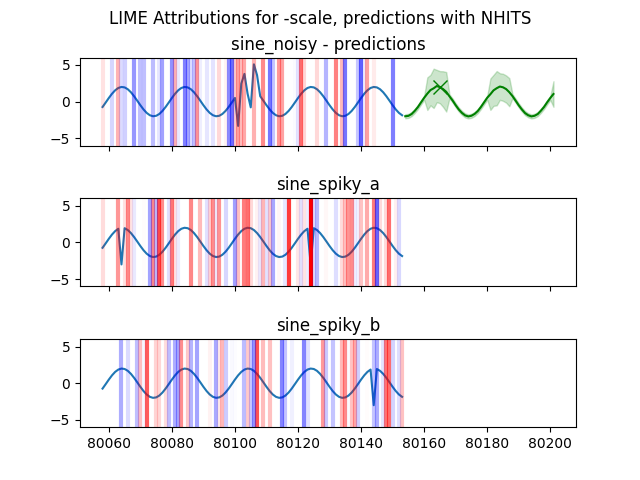 LIME Attributions for -scale, predictions with NHITS
sine_noisy - predictions
5
0
−5
sine_spiky_a
5
0
−5
sine_spiky_b
5
0
−5
80060 80080 80100 80120 80140 80160 80180 80200